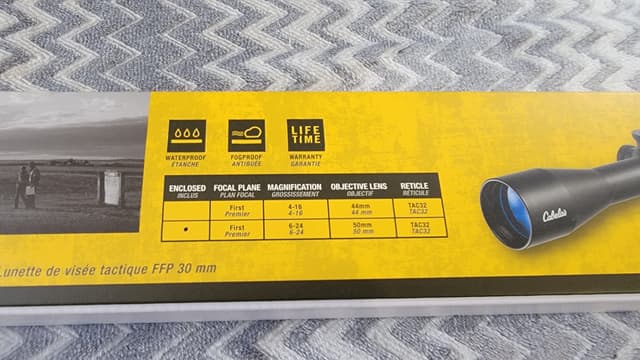 LIFE
TIME
WATERPROOF FOGPROOF WARRANTY
ÉTANCHE ANTIBUÉE GARANTIE
ENCLOSED FOCAL PLANE MAGNIFICATION OBJECTIVE LENS RETICLE
INCLUS PLAN FOCAL GROSSISSEMENT OBJECTIF RÉTICULE
First 4-16 44mm TAC32
Premier 4-16 44 mm TAC32
• First 6-24 50mm TAC32
Premier 6-24 50 mm TAC32
Cabela's
Lunette de visée tactique FFP 30 mm